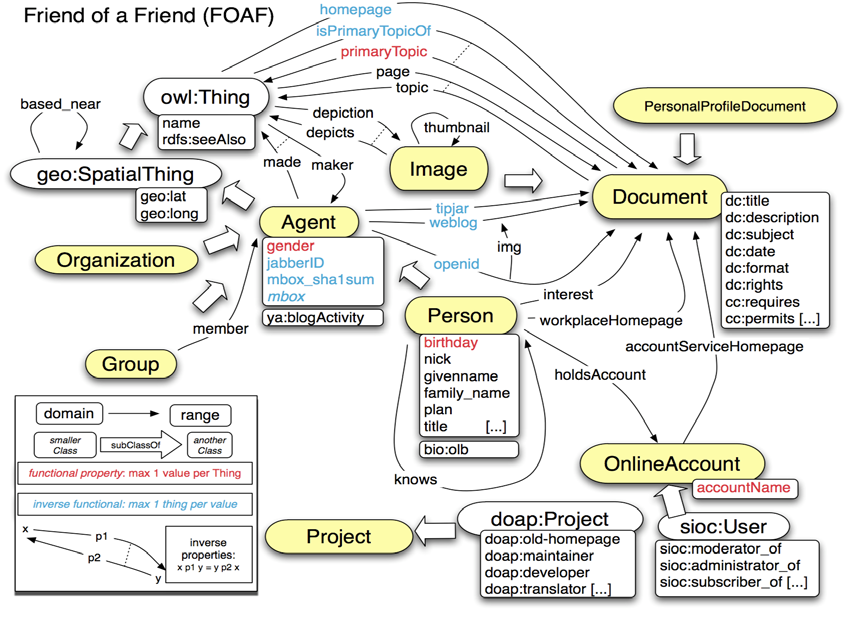 Friend of a Friend (FOAF)
homepage
isPrimaryTopicOf
primaryTopic
page
topic
owl:Thing
name
rdfs:seeAlso
based_near
geo:SpatialThing
geo:lat
geo:long
depiction
depicts
made
maker
thumbnail
Image
PersonalProfileDocument
Document
dc:title
dc:description
dc:subject
dc:date
dc:format
dc:rights
cc:requires
cc:permits [...]
Agent
gender
jabberID
mbox_sha1sum
mbox
ya:blogActivity
tipjar
weblog
img
openid
Organization
member
Group
Person
birthday
nick
givenname
family_name
plan
title [...]
bio:olb
interest
workplaceHomepage
accountServiceHomepage
holdsAccount
knows
OnlineAccount
accountName
sioc:User
sioc:moderator_of
sioc:administrator_of
sioc:subscriber_of [...]
doap:Project
doap:old-homepage
doap:maintainer
doap:developer
doap:translator [...]
Project
domain
range
smaller
Class
subClassOf
another
Class
functional property: max 1 value per Thing
inverse functional: max 1 thing per value
x
p1
p2
y
inverse
properties:
x p1 y = y p2 x